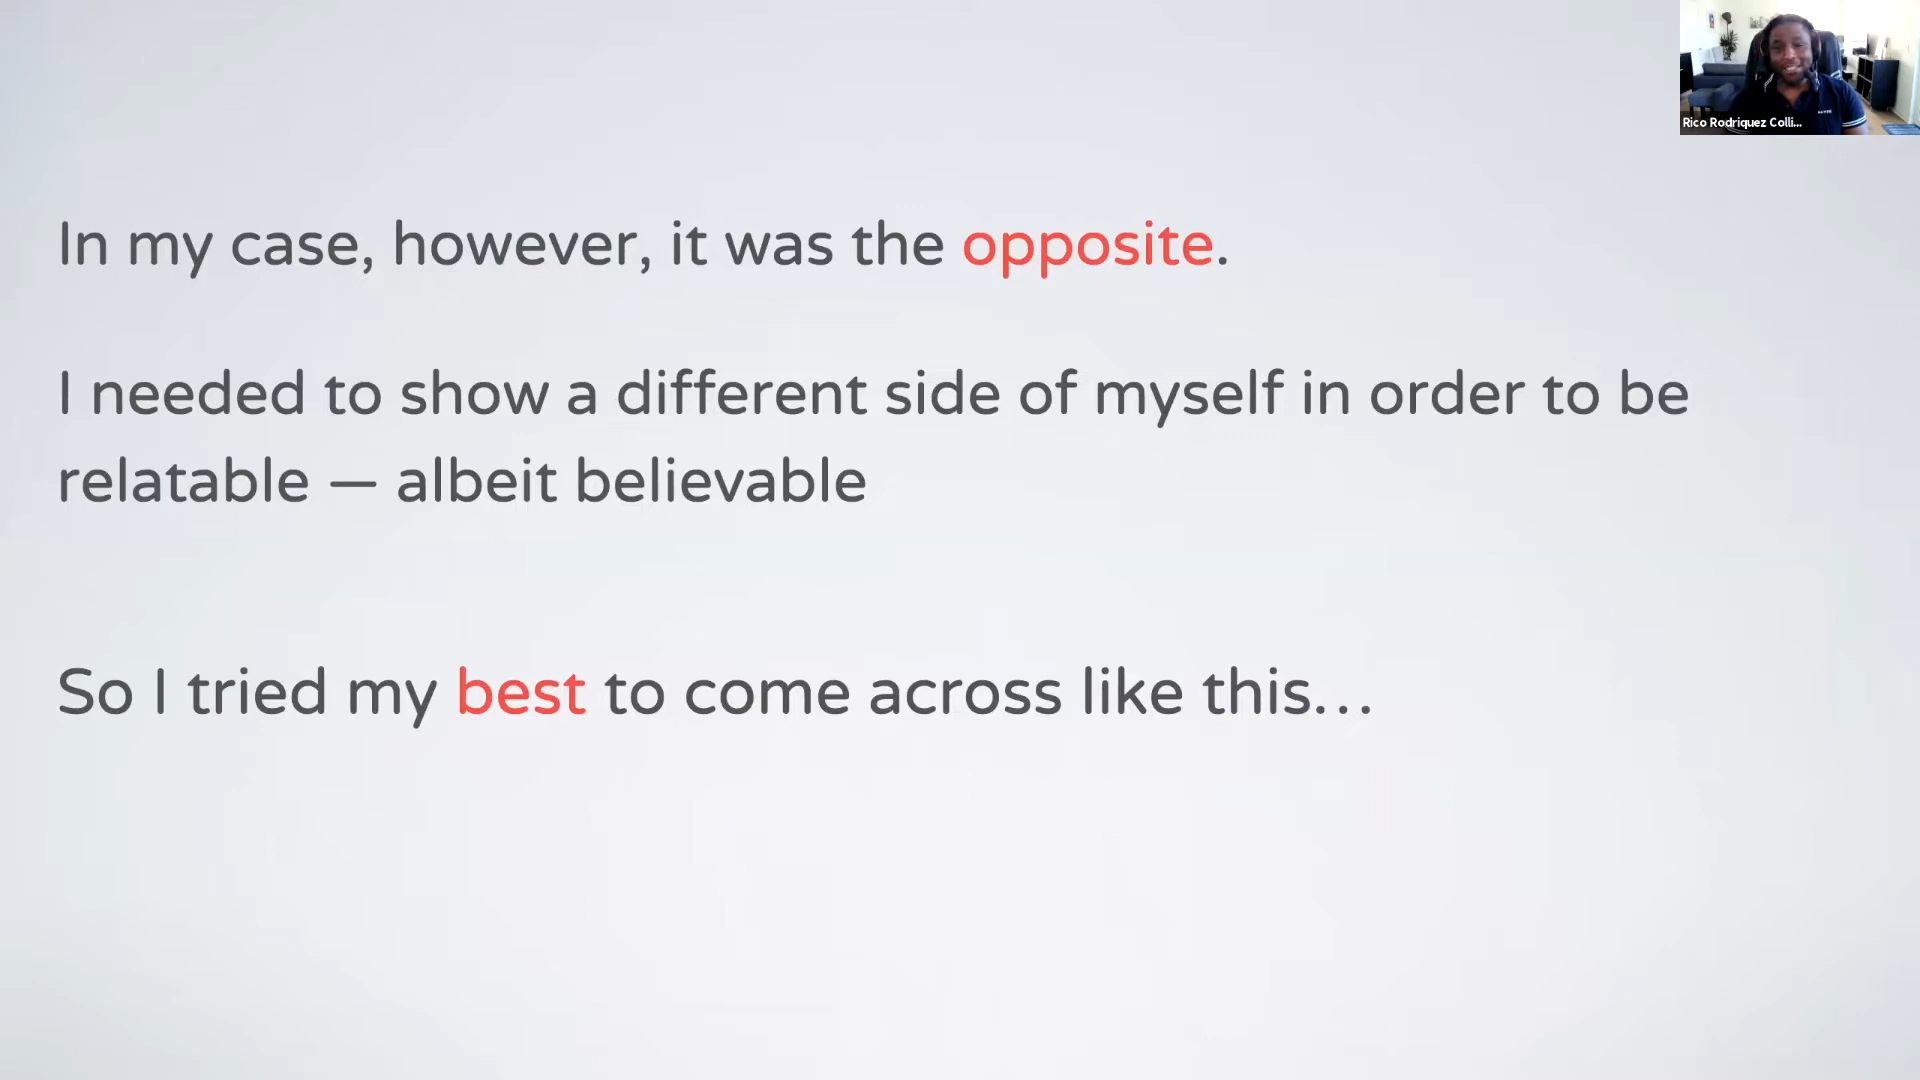 Rico Rodriquez Colli...
In my case, however, it was the opposite.
I needed to show a different side of myself in order to be
relatable — albeit believable
So I tried my best to come across like this...